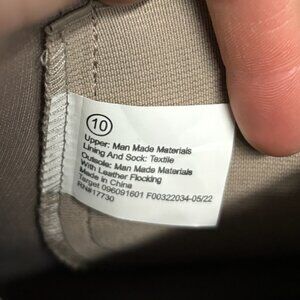 10
Upper: Man Made Materials
Lining And Sock: Textile
Outsole: Man Made Materials
With Leather Flocking
Made in China
Target 096091601 F00322034-05/22
RN#17730